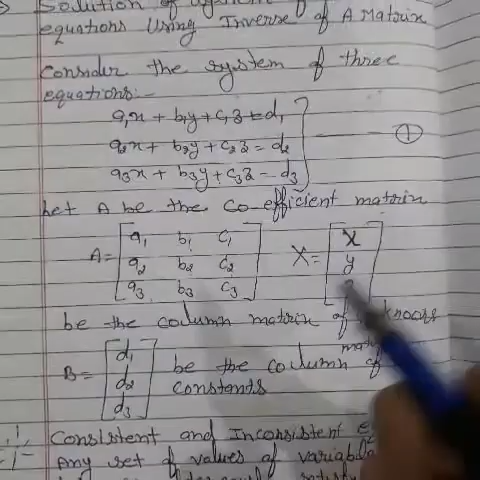 Solution of
equations Using Inverse of A Matrix
Consider the system of three
equations:-
a₁x + b₁y + c₁z = d₁
a₂x + b₂y + c₂z = d₂ ①
a₃x + b₃y + c₃z = d₃
Let A be the co-efficient matrix
A = [a₁ b₁ c₁ X = [x
a₂ b₂ c₂ y
a₃ b₃ c₃]
be the column matrix of
B = [d₁ be the column matrix of
d₂ constants
d₃]
Consistent and Inconsistent
Any set of values of